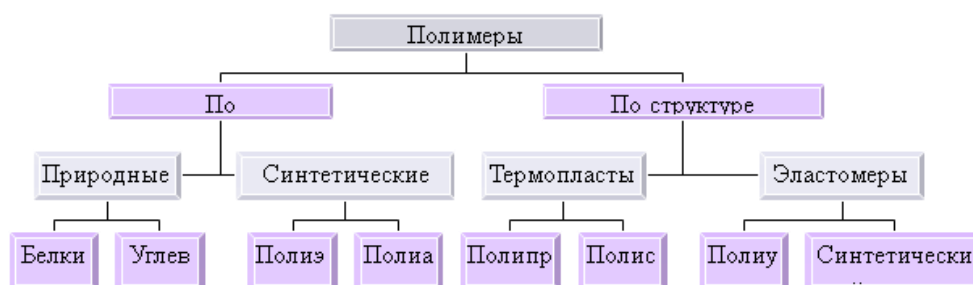 Полимеры
По
По структуре
Природные
Синтетические
Термопласты
Эластомеры
Белки
Углев
Полиэ
Полиа
Полипр
Полис
Полиу
Синтетически